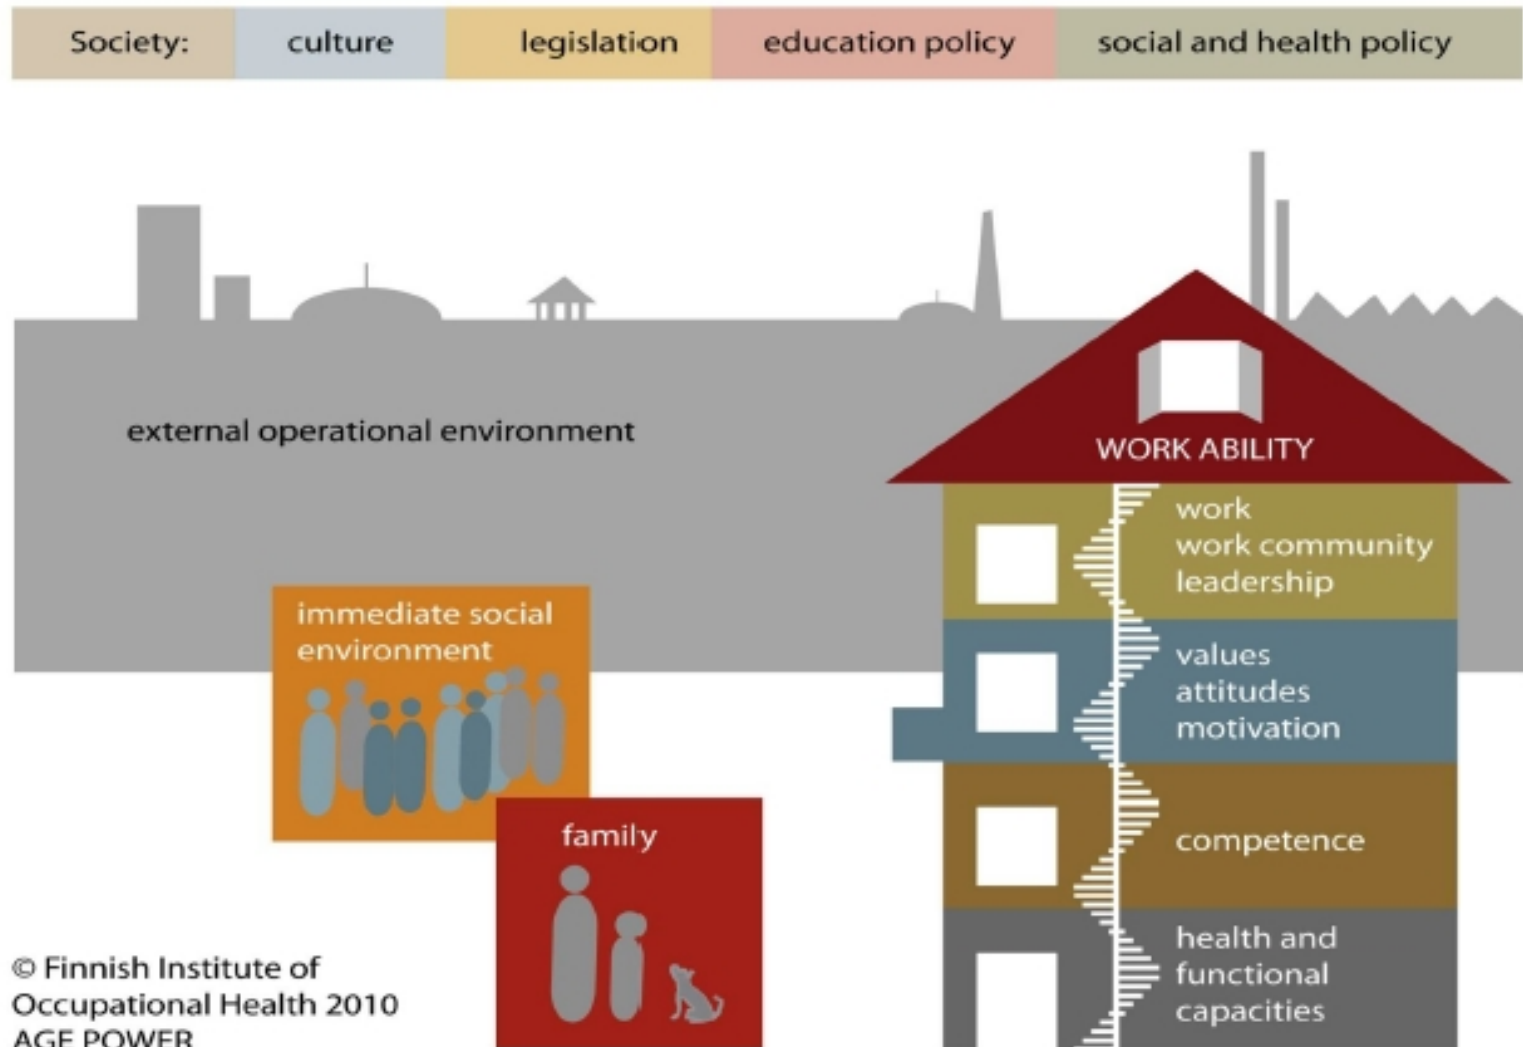 Society: culture legislation education policy social and health policy
external operational environment
WORK ABILITY
work
work community
leadership
immediate social
environment
values
attitudes
motivation
family
competence
health and
functional
capacities
© Finnish Institute of
Occupational Health 2010
AGE POWER